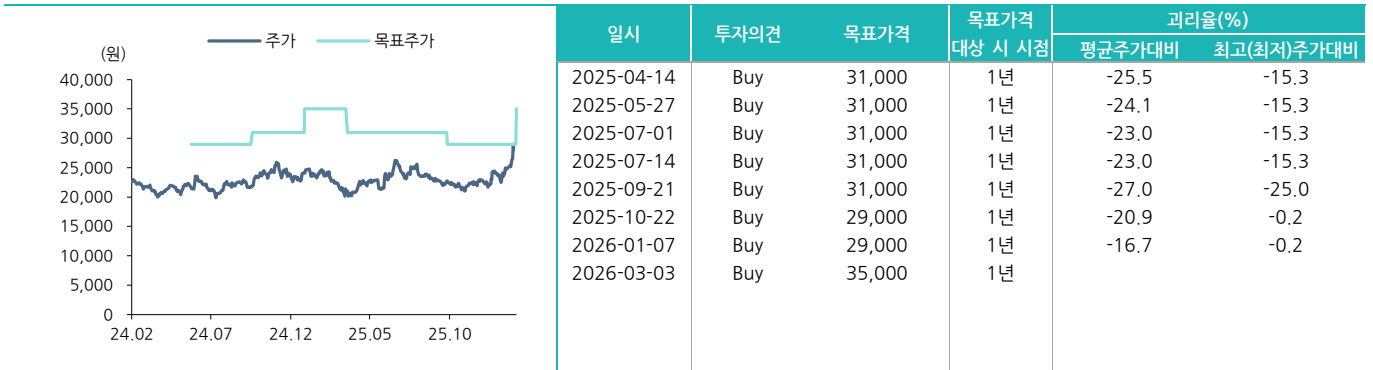 주가 목표주가
(원)
40,000
35,000
30,000
25,000
20,000
15,000
10,000
5,000
0
24.02 24.07 24.12 25.05 25.10
일시 투자의견 목표가격 목표가격 대상 시 시점 괴리율(%)
평균주가대비 최고(최저)주가대비
2025-04-14 Buy 31,000 1년 -25.5 -15.3
2025-05-27 Buy 31,000 1년 -24.1 -15.3
2025-07-01 Buy 31,000 1년 -23.0 -15.3
2025-07-14 Buy 31,000 1년 -23.0 -15.3
2025-09-21 Buy 31,000 1년 -27.0 -25.0
2025-10-22 Buy 29,000 1년 -20.9 -0.2
2026-01-07 Buy 29,000 1년 -16.7 -0.2
2026-03-03 Buy 35,000 1년